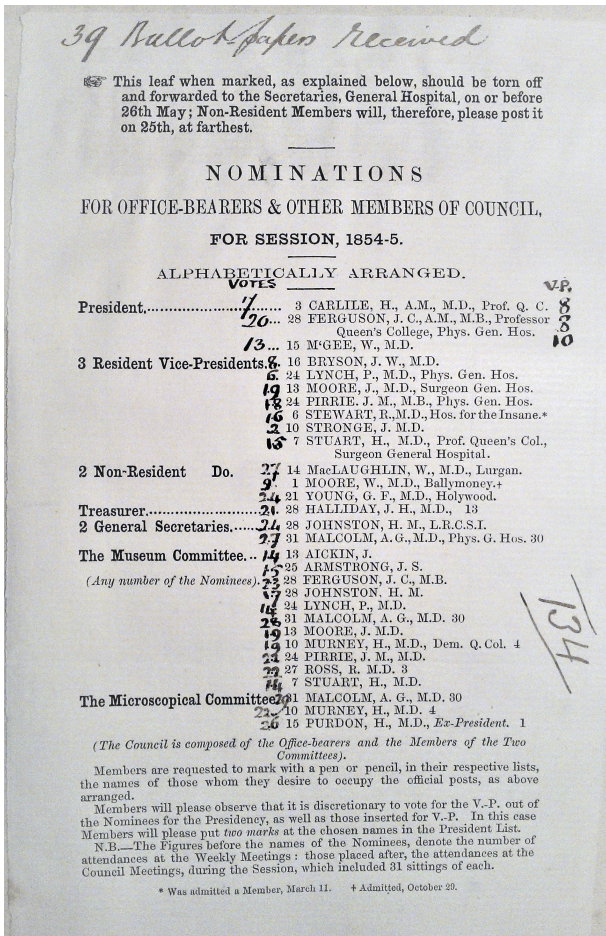 39 Ballot-papers received
☞ This leaf when marked, as explained below, should be torn off
and forwarded to the Secretaries, General Hospital, on or before
26th May; Non-Resident Members will, therefore, please post it
on 25th, at farthest.
NOMINATIONS
FOR OFFICE-BEARERS & OTHER MEMBERS OF COUNCIL,
FOR SESSION, 1854-5.
ALPHABETICALLY ARRANGED.
VOTES V.P.
President,.................. 7 3 CARLILE, H., A.M., M.D., Prof. Q. C. 8
20... 28 FERGUSON, J. C., A.M., M.B., Professor 8
Queen's College, Phys. Gen. Hos.
13... 15 McGEE, W., M.D. 10
3 Resident Vice-Presidents. 8. 16 BRYSON, J. W., M.D.
6. 24 LYNCH, P., M.D., Phys. Gen. Hos.
19 13 MOORE, J., M.D., Surgeon Gen. Hos.
18 24 PIRRIE. J. M., M.B., Phys. Gen. Hos.
16 6 STEWART, R., M.D., Hos. for the Insane.*
2 10 STRONGE, J. M.D.
15 7 STUART, H., M.D., Prof. Queen's Col.,
Surgeon General Hospital.
2 Non-Resident Do. 27 14 MacLAUGHLIN, W., M.D., Lurgan.
9. 1 MOORE, W., M.D., Ballymoney.+
24 21 YOUNG, G. F., M.D., Holywood.
Treasurer.................. 21. 28 HALLIDAY, J. H., M.D., 13
2 General Secretaries...... 24 28 JOHNSTON, H. M., L.R.C.S.I.
27 31 MALCOLM, A. G., M.D., Phys. G. Hos. 30
The Museum Committee... 14 13 AICKIN, J.
15 25 ARMSTRONG, J. S.
(Any number of the Nominees). 23 28 FERGUSON, J. C., M.B.
17 28 JOHNSTON. H. M.
14 24 LYNCH, P., M.D.
28 31 MALCOLM, A. G., M.D. 30
19 13 MOORE, J. M.D.
19 10 MURNEY, H., M.D., Dem. Q. Col. 4
22 24 PIRRIE, J. M., M.D.
22 27 ROSS, R. M.D. 3
14 7 STUART, H., M.D.
The Microscopical Committee 31 MALCOLM, A. G., M.D. 30
10 MURNEY, H., M.D. 4
26 15 PURDON, H., M.D., Ex-President. 1
134
(The Council is composed of the Office-bearers and the Members of the Two
Committees).
Members are requested to mark with a pen or pencil, in their respective lists,
the names of those whom they desire to occupy the official posts, as above
arranged.
Members will please observe that it is discretionary to vote for the V.-P. out of
the Nominees for the Presidency, as well as those inserted for V.-P. In this case
Members will please put two marks at the chosen names in the President List.
N.B.—The Figures before the names of the Nominees, denote the number of
attendances at the Weekly Meetings : those placed after, the attendances at the
Council Meetings, during the Session, which included 31 sittings of each.
* Was admitted a Member, March 11. + Admitted, October 29.